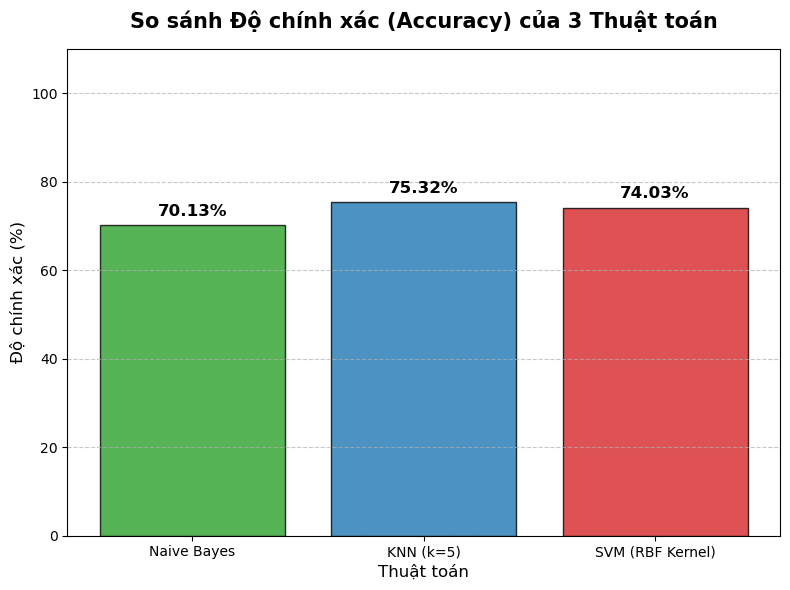 So sánh Độ chính xác (Accuracy) của 3 Thuật toán
Độ chính xác (%)
100
80
60
40
20
0
70.13%
75.32%
74.03%
Naive Bayes
KNN (k=5)
SVM (RBF Kernel)
Thuật toán